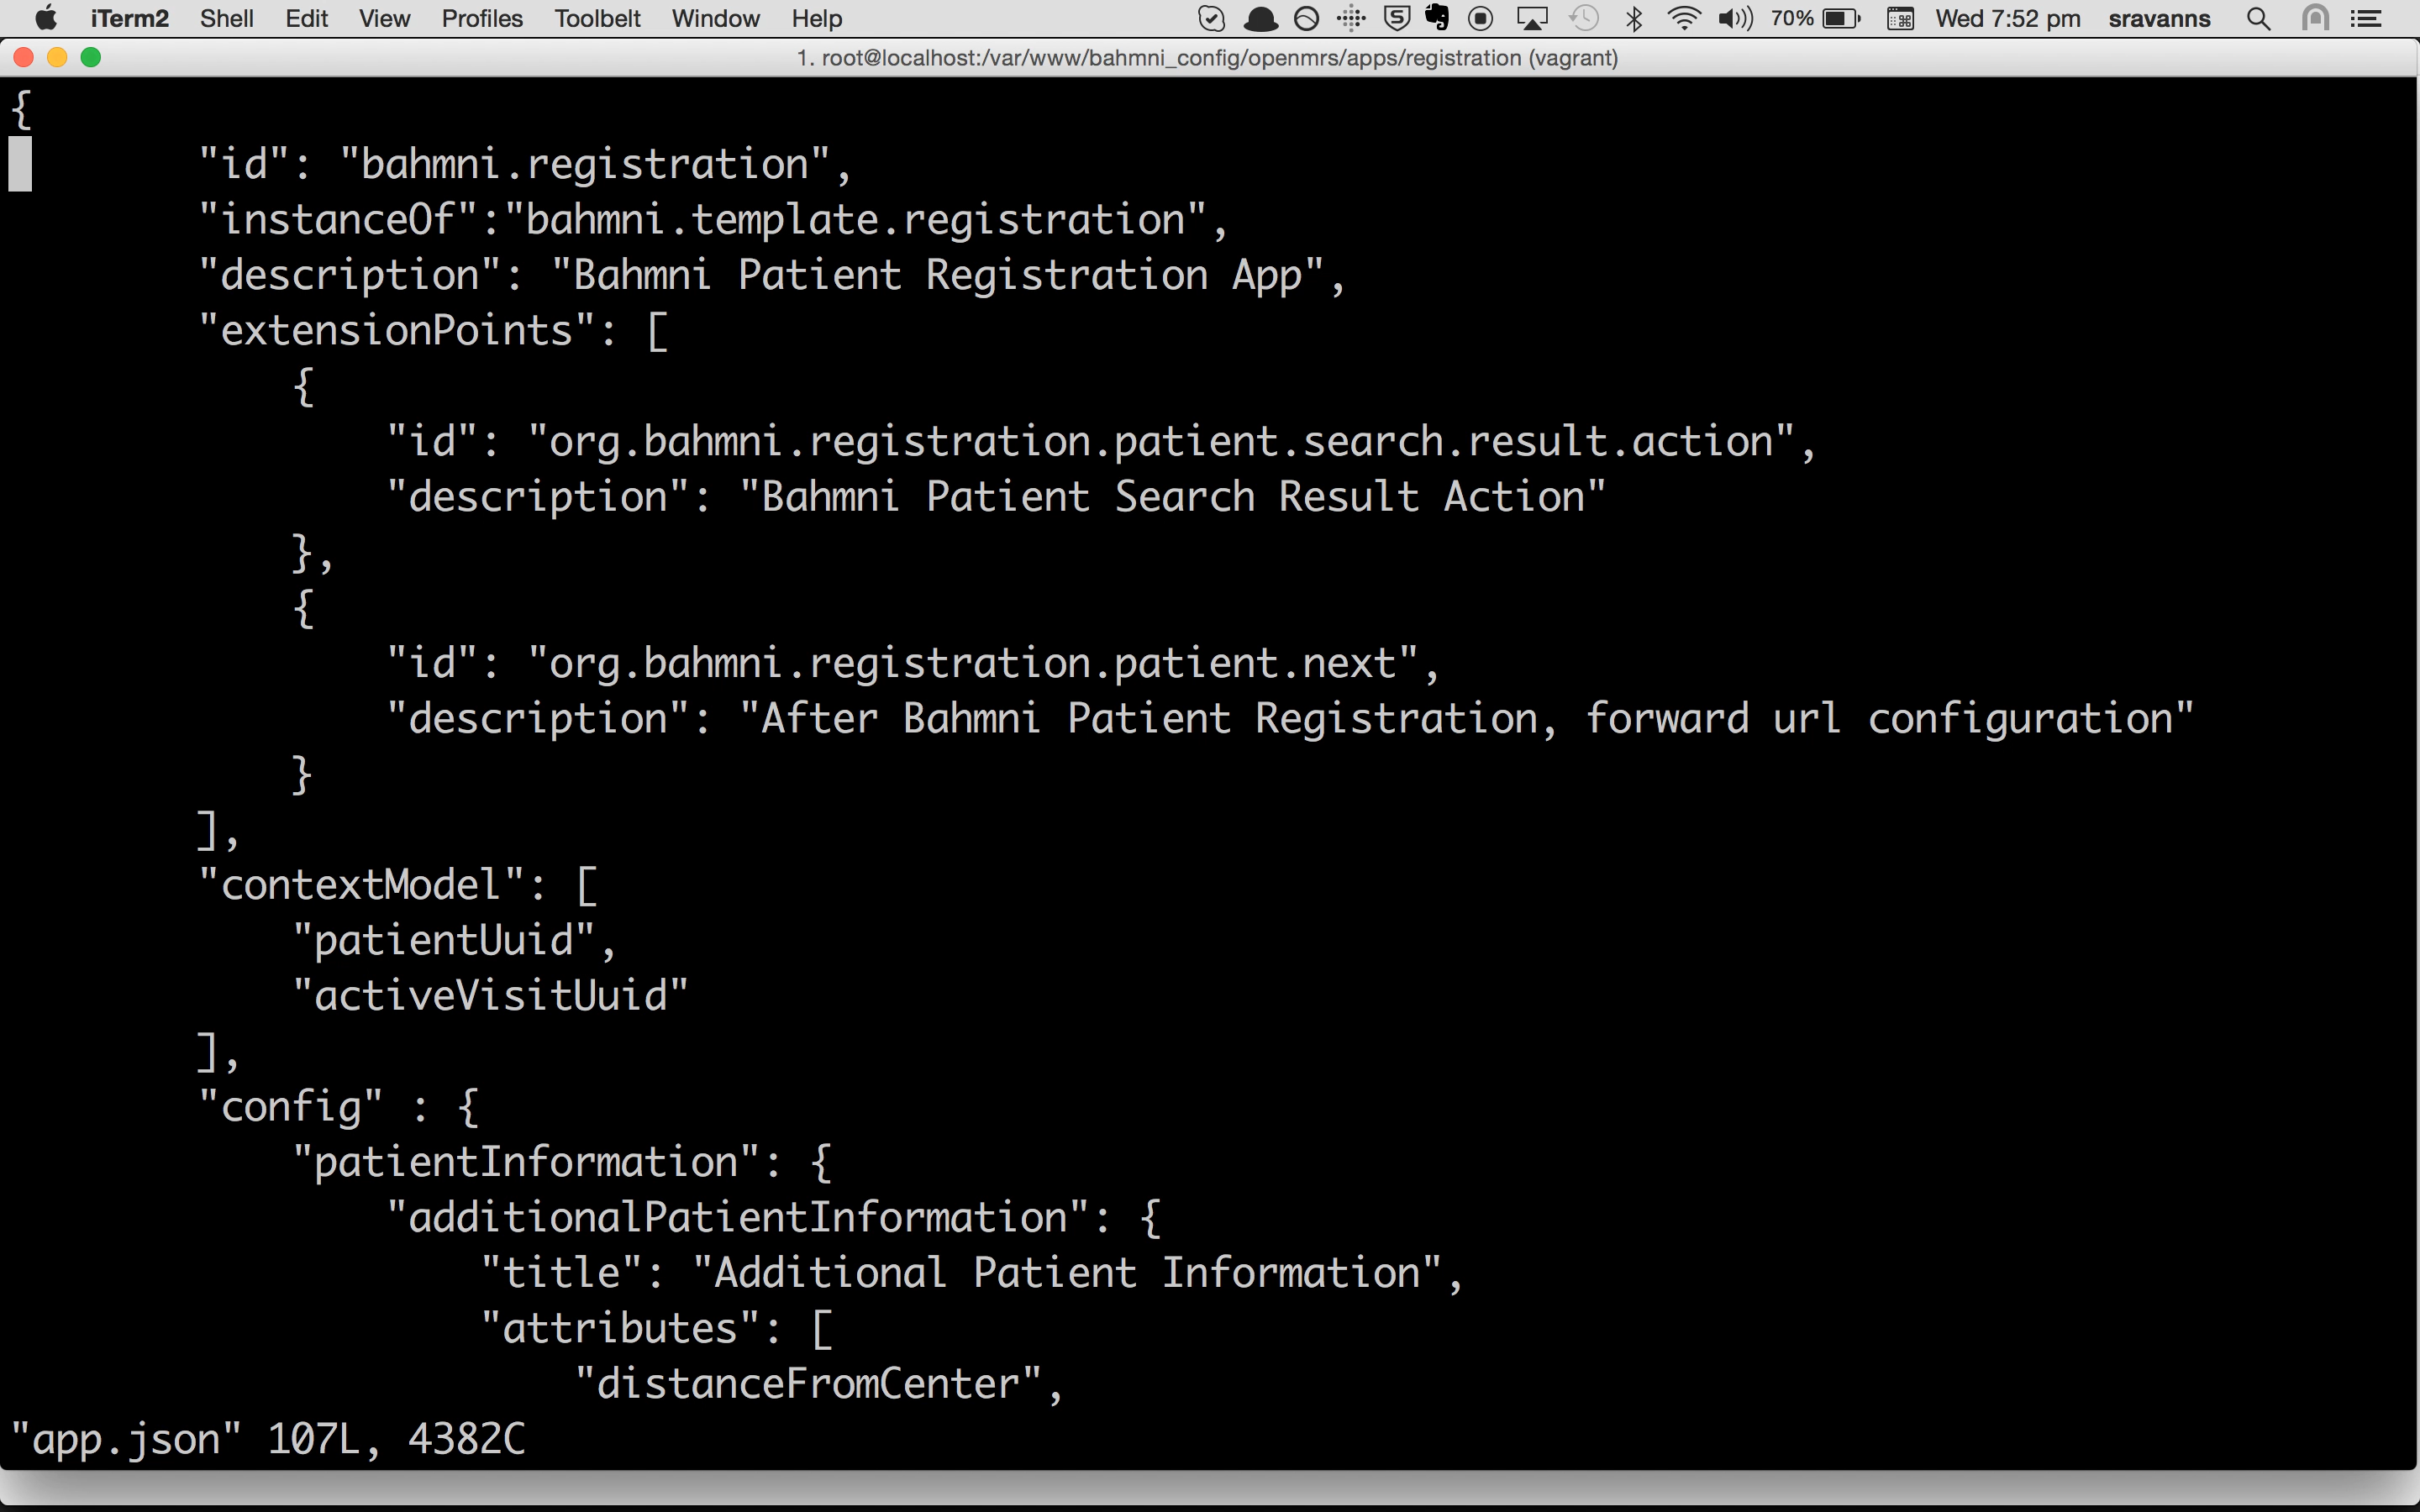 iTerm2 Shell Edit View Profiles Toolbelt Window Help 70% Wed 7:52 pm sravanns
1. root@localhost:/var/www/bahmni_config/openmrs/apps/registration (vagrant)
{
        "id": "bahmni.registration",
        "instanceOf":"bahmni.template.registration",
        "description": "Bahmni Patient Registration App",
        "extensionPoints": [
            {
                "id": "org.bahmni.registration.patient.search.result.action",
                "description": "Bahmni Patient Search Result Action"
            },
            {
                "id": "org.bahmni.registration.patient.next",
                "description": "After Bahmni Patient Registration, forward url configuration"
            }
        ],
        "contextModel": [
            "patientUuid",
            "activeVisitUuid"
        ],
        "config" : {
            "patientInformation": {
                "additionalPatientInformation": {
                    "title": "Additional Patient Information",
                    "attributes": [
                        "distanceFromCenter",
"app.json" 107L, 4382C